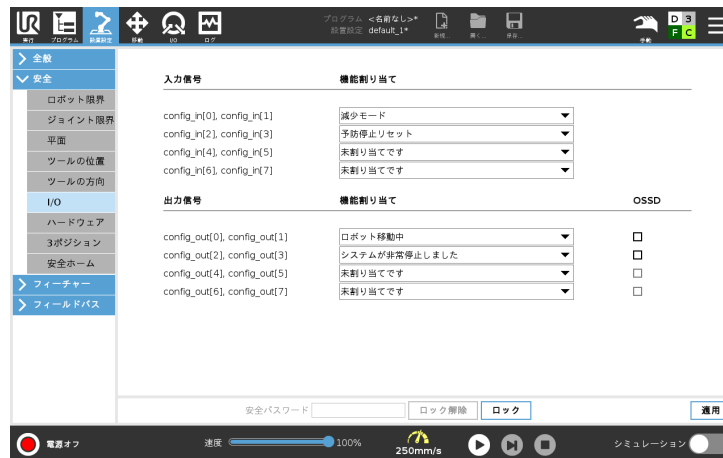 UR
実行
プログラム
設置設定
移動
I/O
ログ
プログラム <名前なし>*
設置設定 default_1*
新規...
開く...
保存...
手動
D 3
F C
全般
安全
ロボット限界
ジョイント限界
平面
ツールの位置
ツールの方向
I/O
ハードウェア
3ポジション
安全ホーム
フィーチャー
フィールドバス
入力信号 機能割り当て
config_in[0], config_in[1] 減少モード
config_in[2], config_in[3] 予防停止リセット
config_in[4], config_in[5] 未割り当てです
config_in[6], config_in[7] 未割り当てです
出力信号 機能割り当て OSSD
config_out[0], config_out[1] ロボット移動中
config_out[2], config_out[3] システムが非常停止しました
config_out[4], config_out[5] 未割り当てです
config_out[6], config_out[7] 未割り当てです
安全パスワード ロック解除 ロック 適用
電源オフ 速度 100% 250mm/s シミュレーション